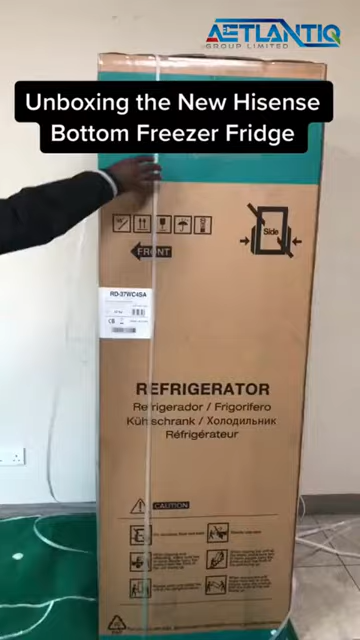 AETLANTIQ
GROUP LIMITED
Unboxing the New Hisense
Bottom Freezer Fridge
Side
FRONT
RD-37WC4SA
REFRIGERATOR
Refrigerador / Frigorifero
Kühlschrank / Холодильник
Réfrigérateur
CAUTION